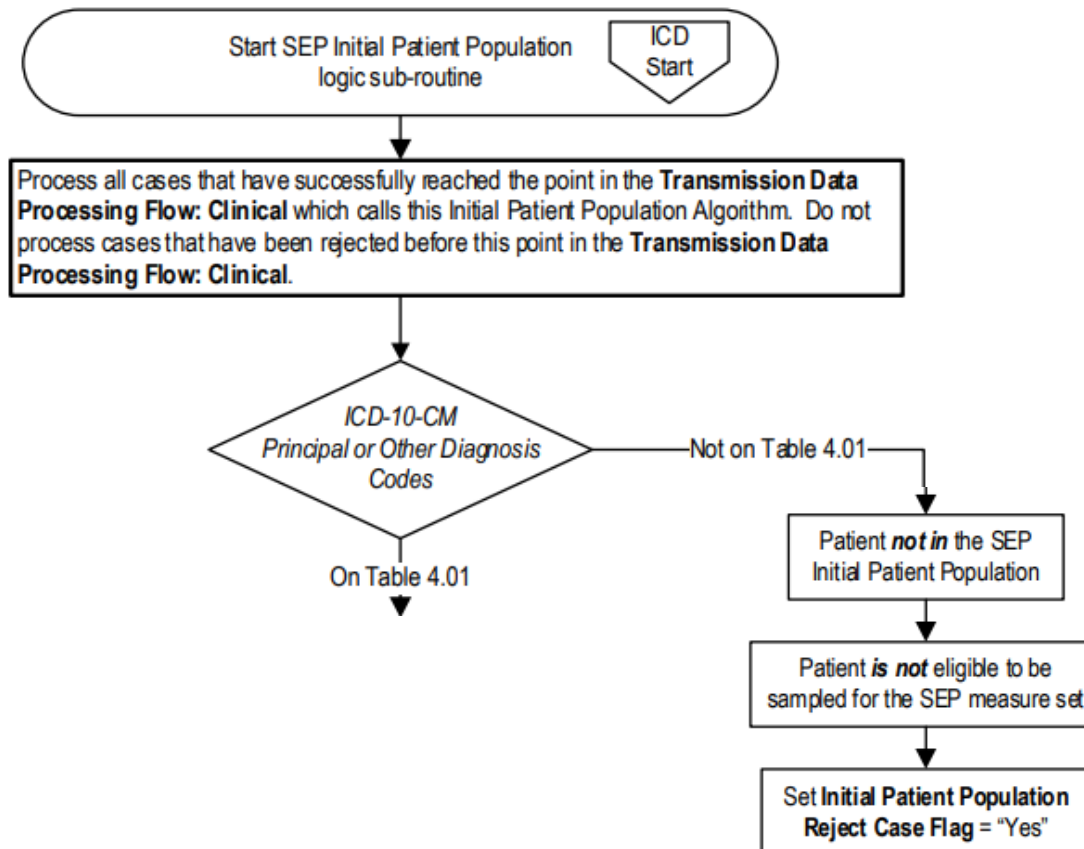 Start SEP Initial Patient Population
logic sub-routine
ICD
Start
Process all cases that have successfully reached the point in the Transmission Data
Processing Flow: Clinical which calls this Initial Patient Population Algorithm. Do not
process cases that have been rejected before this point in the Transmission Data
Processing Flow: Clinical.
ICD-10-CM
Principal or Other Diagnosis
Codes
Not on Table 4.01
On Table 4.01
Patient not in the SEP
Initial Patient Population
Patient is not eligible to be
sampled for the SEP measure set
Set Initial Patient Population
Reject Case Flag = “Yes”